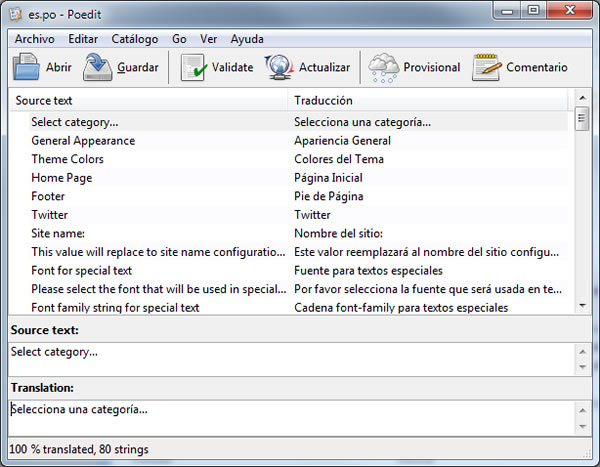 es.po - Poedit
Archivo Editar Catálogo Go Ver Ayuda
Abrir Guardar Validate Actualizar Provisional Comentario
Source text Traducción
Select category... Selecciona una categoría...
General Appearance Apariencia General
Theme Colors Colores del Tema
Home Page Página Inicial
Footer Pie de Página
Twitter Twitter
Site name: Nombre del sitio:
This value will replace to site name configuratio... Este valor reemplazará al nombre del sitio configu...
Font for special text Fuente para textos especiales
Please select the font that will be used in special... Por favor selecciona la fuente que será usada en te...
Font family string for special text Cadena font-family para textos especiales
Source text:
Select category...
Translation:
Selecciona una categoría...
100 % translated, 80 strings